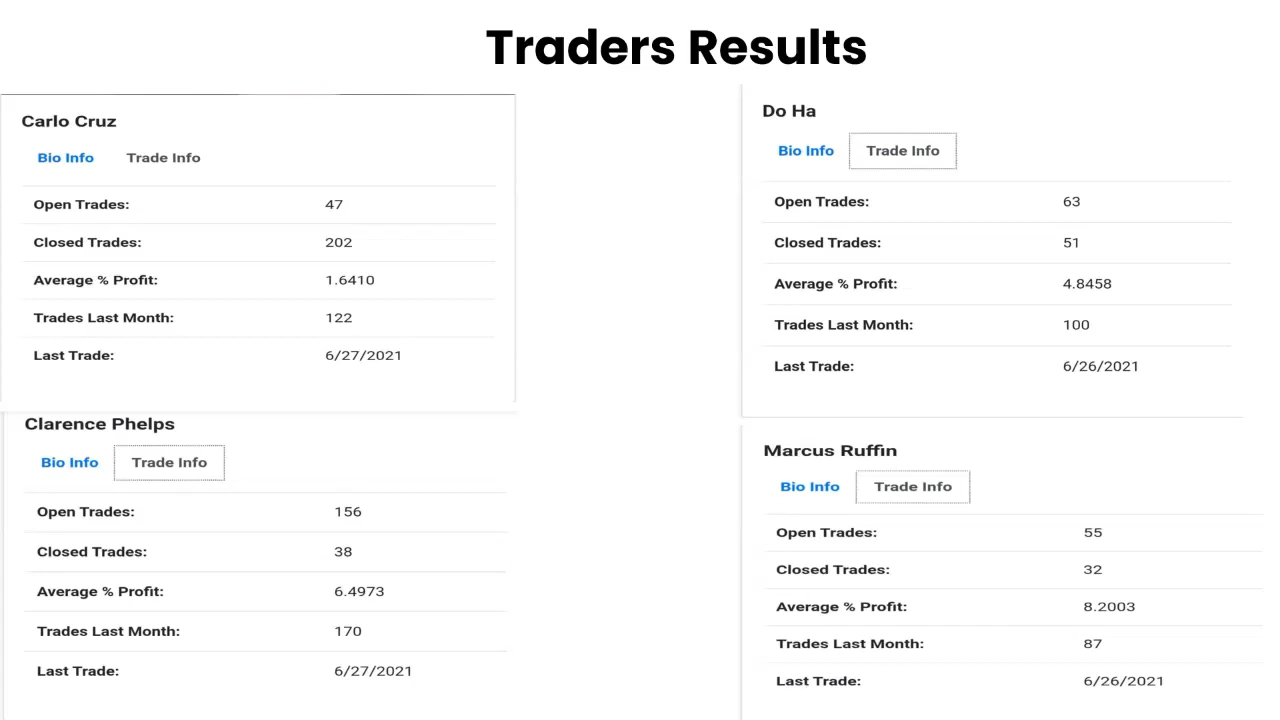 Traders Results
Carlo Cruz
Bio Info Trade Info
Open Trades: 47
Closed Trades: 202
Average % Profit: 1.6410
Trades Last Month: 122
Last Trade: 6/27/2021
Do Ha
Bio Info Trade Info
Open Trades: 63
Closed Trades: 51
Average % Profit: 4.8458
Trades Last Month: 100
Last Trade: 6/26/2021
Clarence Phelps
Bio Info Trade Info
Open Trades: 156
Closed Trades: 38
Average % Profit: 6.4973
Trades Last Month: 170
Last Trade: 6/27/2021
Marcus Ruffin
Bio Info Trade Info
Open Trades: 55
Closed Trades: 32
Average % Profit: 8.2003
Trades Last Month: 87
Last Trade: 6/26/2021